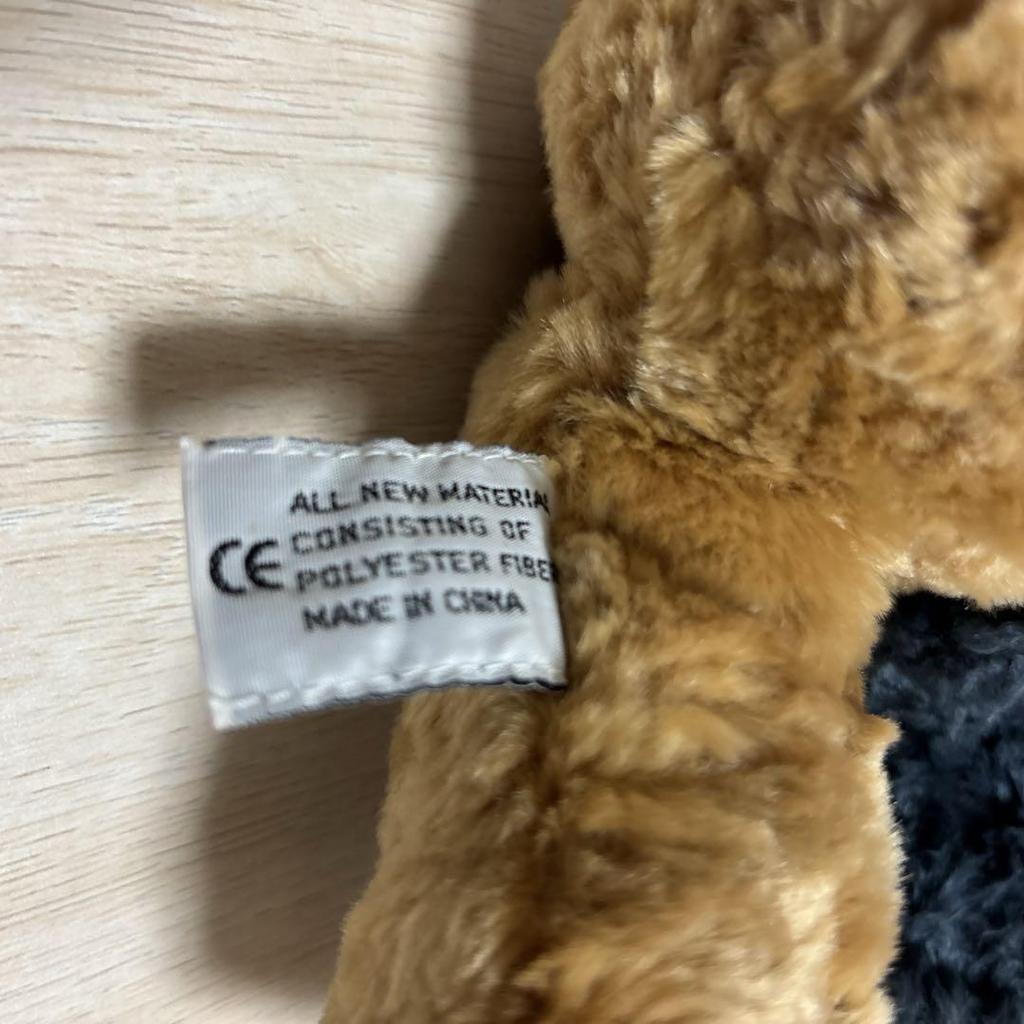 ALL NEW MATERIAL
CONSISTING OF
CE POLYESTER FIBER
MADE IN CHINA